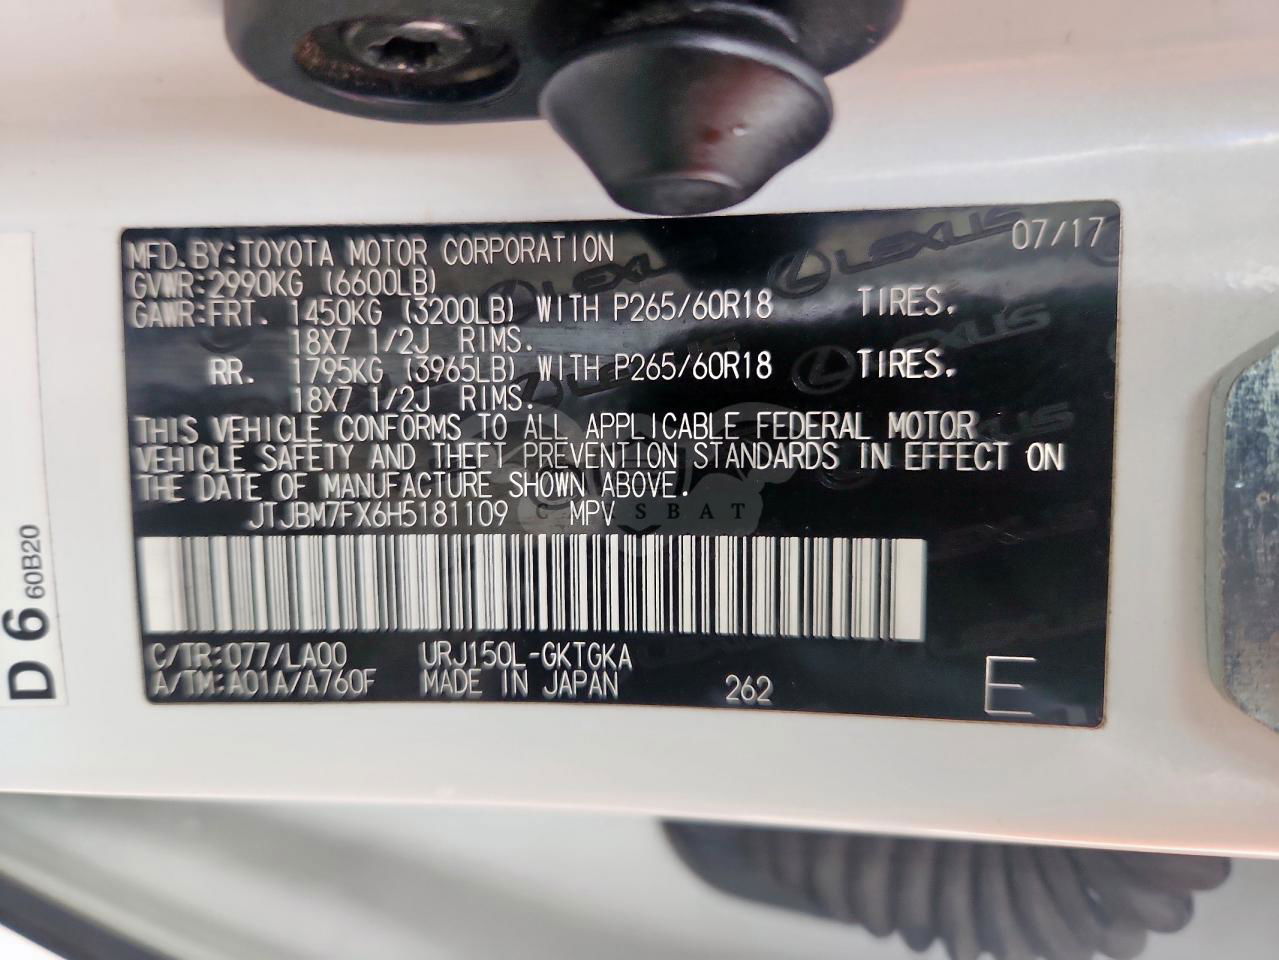 MFD. BY: TOYOTA MOTOR CORPORATION 07/17
GVWR: 2990KG (6600LB)
GAWR: FRT. 1450KG (3200LB) WITH P265/60R18 TIRES.
18X7 1/2J RIMS.
RR. 1795KG (3965LB) WITH P265/60R18 TIRES.
18X7 1/2J RIMS.
THIS VEHICLE CONFORMS TO ALL APPLICABLE FEDERAL MOTOR
VEHICLE SAFETY AND THEFT PREVENTION STANDARDS IN EFFECT ON
THE DATE OF MANUFACTURE SHOWN ABOVE.
JTJBM7FX6H5181109 MPV
C/TR: 077/LA00 URJ150L-GKTGKA
A/TM: A01A/A760F MADE IN JAPAN 262 E
D 6 60B20
LEXUS
LEXUS
LEXUS